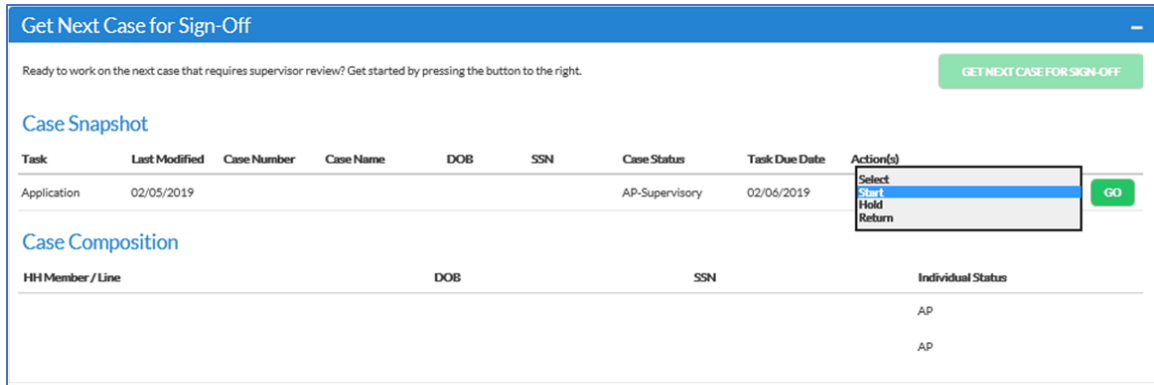 Get Next Case for Sign-Off
Ready to work on the next case that requires supervisor review? Get started by pressing the button to the right.
GET NEXT CASE FOR SIGN-OFF
Case Snapshot
Task Last Modified Case Number Case Name DOB SSN Case Status Task Due Date Action(s)
Application 02/05/2019 AP-Supervisory 02/06/2019
Select
Start
Hold
Return
GO
Case Composition
HH Member / Line DOB SSN Individual Status
AP
AP